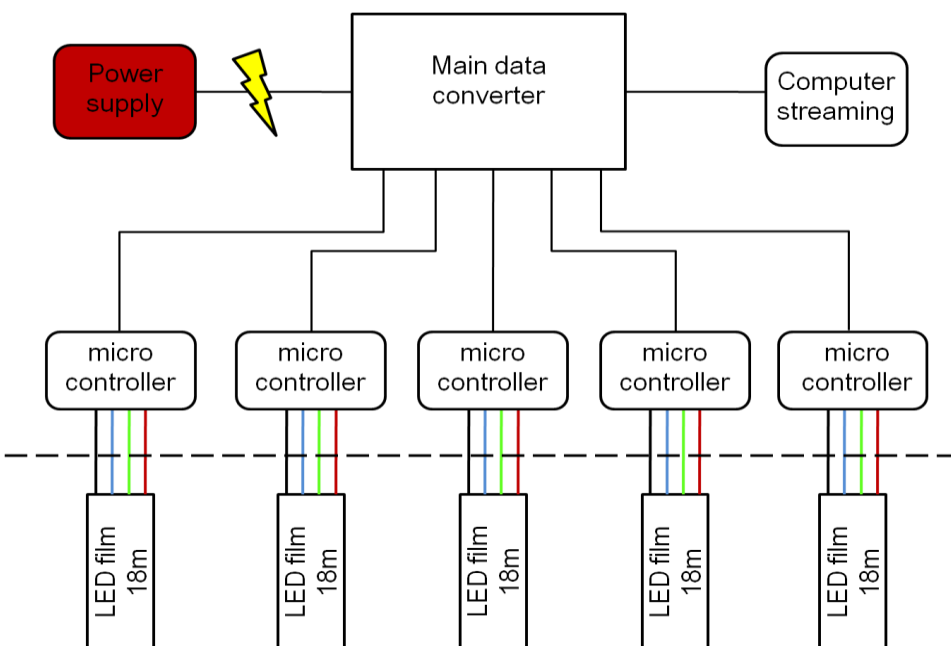 Power
supply
Main data
converter
Computer
streaming
micro
controller
micro
controller
micro
controller
micro
controller
micro
controller
LED film
18m
LED film
18m
LED film
18m
LED film
18m
LED film
18m